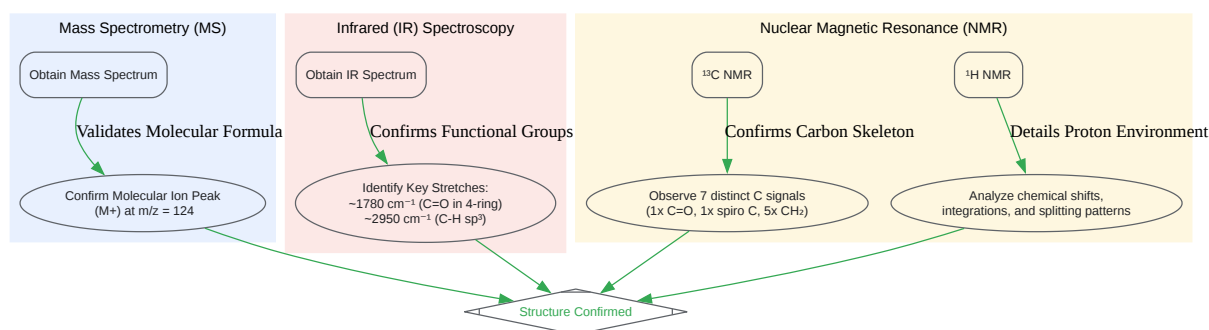 Mass Spectrometry (MS)
Infrared (IR) Spectroscopy
Nuclear Magnetic Resonance (NMR)
Obtain Mass Spectrum
Obtain IR Spectrum
¹³C NMR
¹H NMR
Validates Molecular Formula
Confirms Functional Groups
Confirms Carbon Skeleton
Details Proton Environment
Confirm Molecular Ion Peak
(M+) at m/z = 124
Identify Key Stretches:
~1780 cm⁻¹ (C=O in 4-ring)
~2950 cm⁻¹ (C-H sp³)
Observe 7 distinct C signals
(1x C=O, 1x spiro C, 5x CH₂)
Analyze chemical shifts,
integrations, and splitting patterns
Structure Confirmed